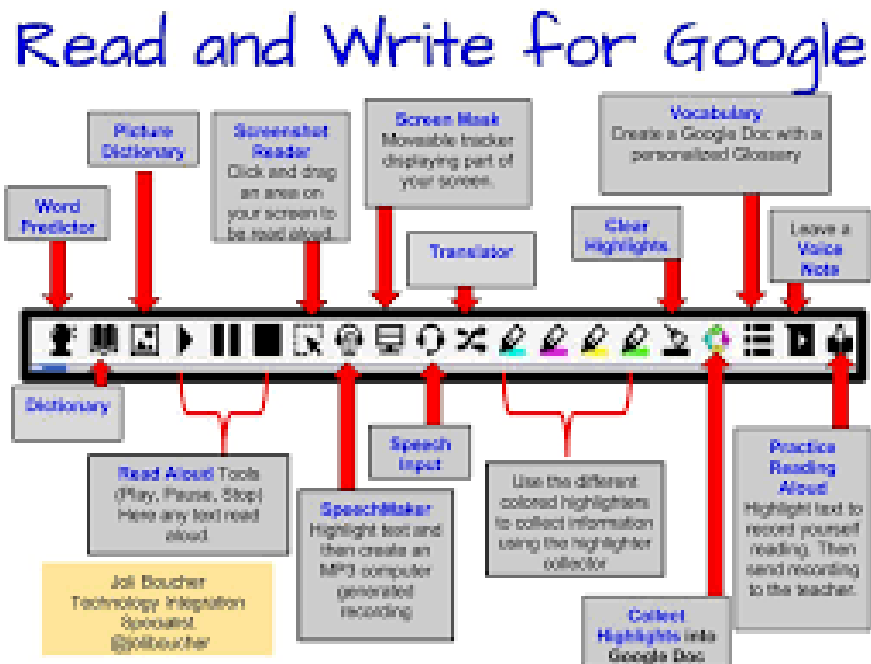 Read and Write for Google
Picture
Dictionary
Screenshot
Reader
Click and drag
an area on
your screen to
be read aloud.
Screen Mask
Moveable tracker
displaying part of
your screen.
Vocabulary
Create a Google Doc with a
personalized Glossary
Word
Predictor
Translator
Clear
Highlights
Leave a
Voice
Note
Dictionary
Read Aloud Tools
(Play, Pause, Stop)
Here any text read
aloud.
SpeechMaker
Highlight text and
then create an
MP3 computer
generated
recording
Speech
Input
Use the different
colored highlighters
to collect information
using the highlighter
collector
Practice
Reading
Aloud
Highlight text to
record yourself
reading. Then
send recording
to the teacher.
Joli Boucher
Technology Integration
Specialist
@joliboucher
Collect
Highlights into
Google Doc